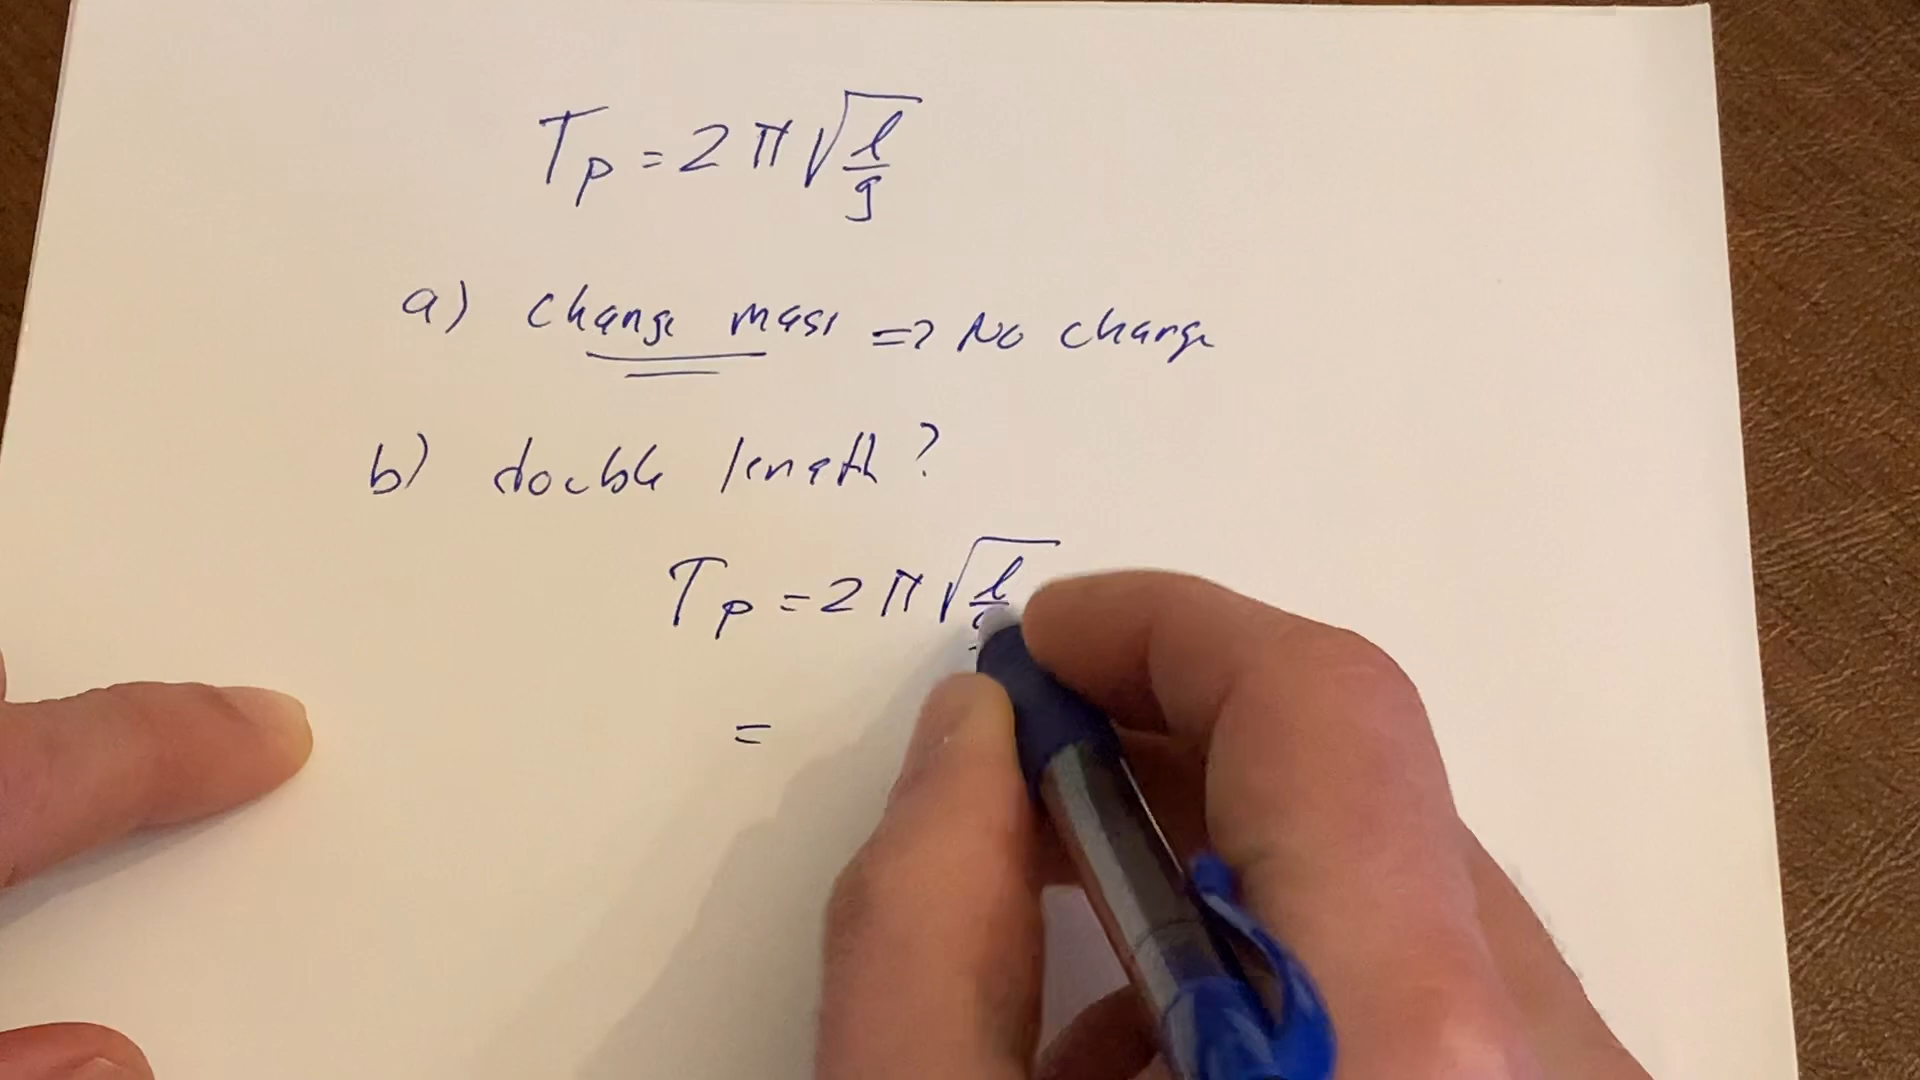 Tp = 2π√(l/g)
a) change mass => No change
b) double length?
Tp = 2π√(l/g)
=